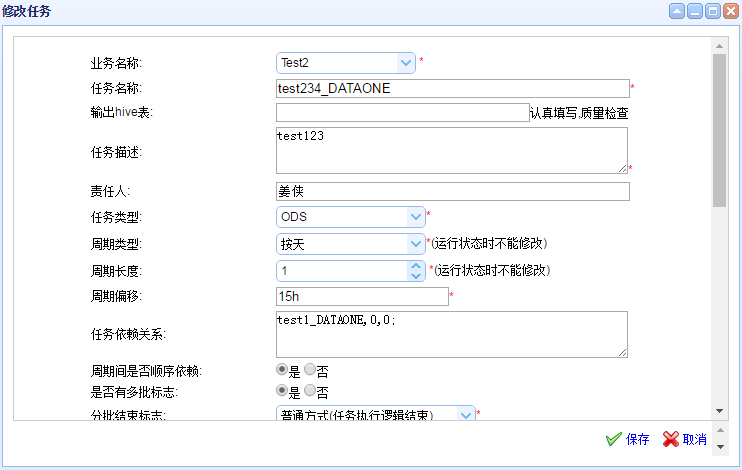 修改任务
业务名称: Test2 *
任务名称: test234_DATAONE *
输出hive表: 认真填写,质量检查
任务描述: test123 *
责任人: 姜侠
任务类型: ODS *
周期类型: 按天 *(运行状态时不能修改)
周期长度: 1 *(运行状态时不能修改)
周期偏移: 15h *
任务依赖关系: test1_DATAONE,0,0;
周期间是否顺序依赖: 是 否
是否有多批标志: 是 否
分批结束标志: 普通方式(任务执行逻辑结束) *
保存 取消